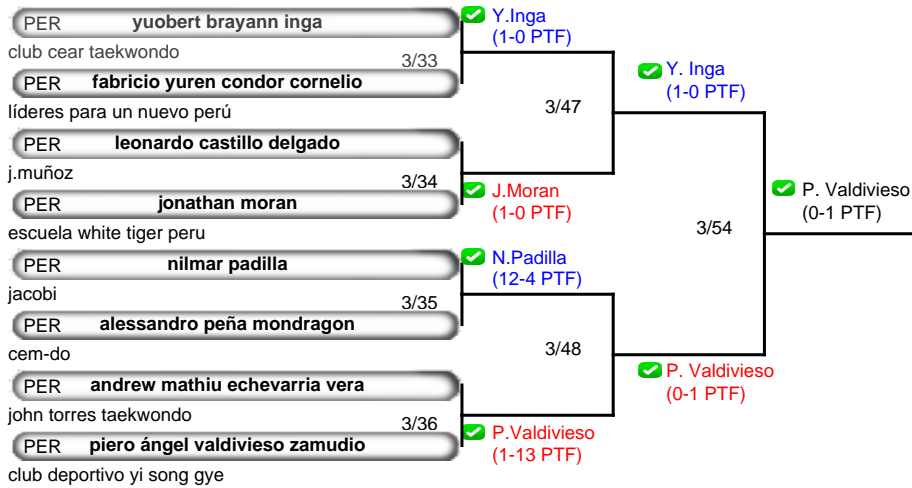 PER yuobert brayann inga
club cear taekwondo
3/33
PER fabricio yuren condor cornelio
líderes para un nuevo perú
PER leonardo castillo delgado
j.muñoz
3/34
PER jonathan moran
escuela white tiger peru
PER nilmar padilla
jacobi
3/35
PER alessandro peña mondragon
cem-do
PER andrew mathiu echevarria vera
john torres taekwondo
3/36
PER piero ángel valdivieso zamudio
club deportivo yi song gye
Y.Inga
(1-0 PTF)
J.Moran
(1-0 PTF)
N.Padilla
(12-4 PTF)
P.Valdivieso
(1-13 PTF)
3/47
3/48
Y. Inga
(1-0 PTF)
P. Valdivieso
(0-1 PTF)
3/54
P. Valdivieso
(0-1 PTF)